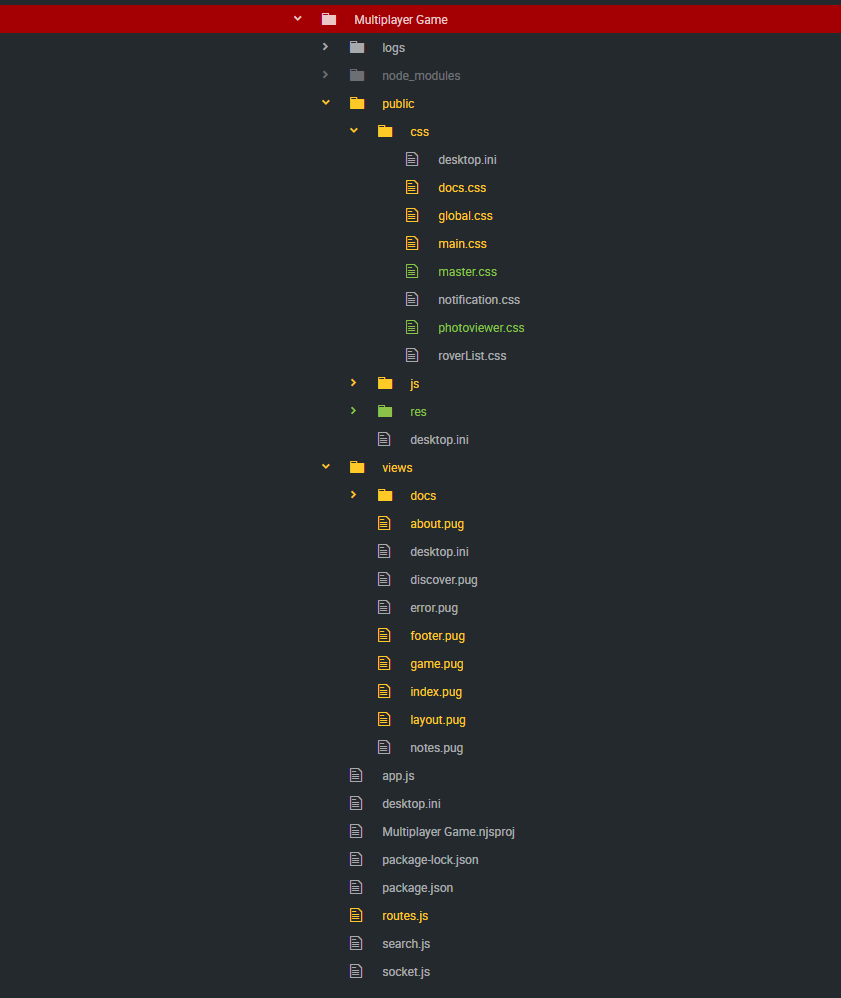 Multiplayer Game
logs
node_modules
public
css
desktop.ini
docs.css
global.css
main.css
master.css
notification.css
photoviewer.css
roverList.css
js
res
desktop.ini
views
docs
about.pug
desktop.ini
discover.pug
error.pug
footer.pug
game.pug
index.pug
layout.pug
notes.pug
app.js
desktop.ini
Multiplayer Game.njsproj
package-lock.json
package.json
routes.js
search.js
socket.js